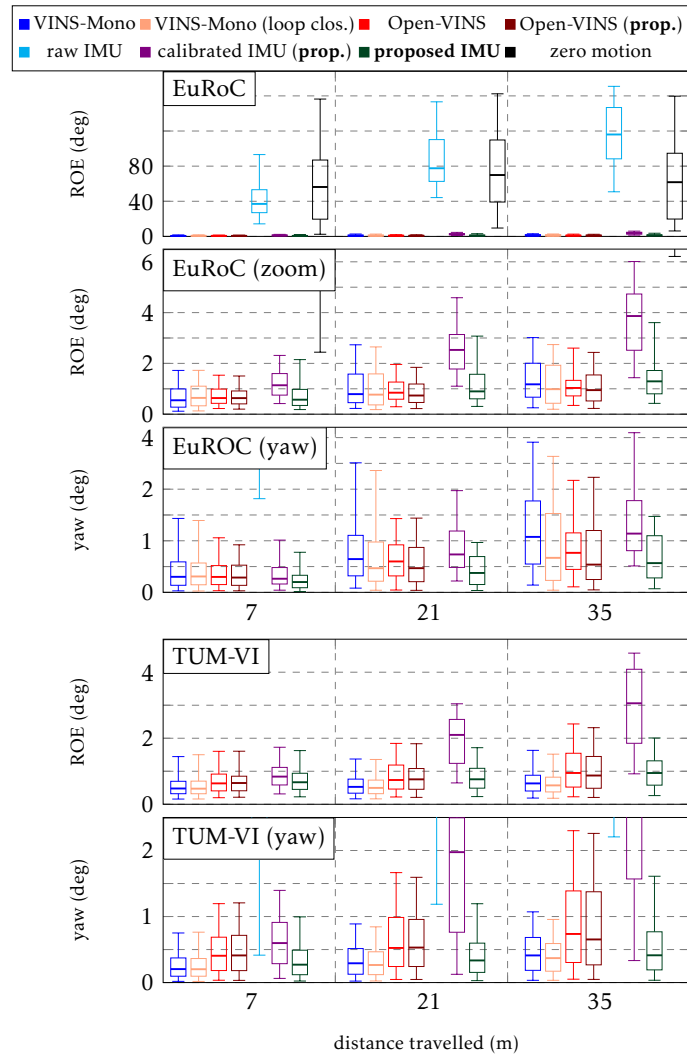 VINS-Mono VINS-Mono (loop clos.) Open-VINS Open-VINS (prop.)
raw IMU calibrated IMU (prop.) proposed IMU zero motion
EuRoC
ROE (deg)
80
40
0
EuRoC (zoom)
ROE (deg)
6
4
2
0
EuROC (yaw)
yaw (deg)
4
2
1
0
7 21 35
TUM-VI
ROE (deg)
4
2
0
TUM-VI (yaw)
yaw (deg)
2
1
0
7 21 35
distance travelled (m)